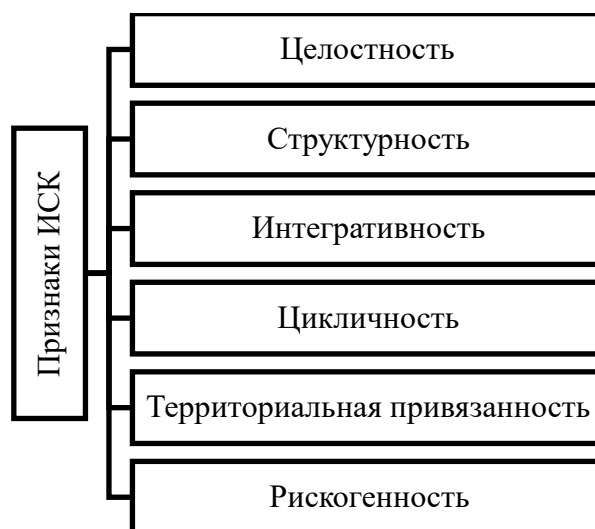 Признаки ИСК
Целостность
Структурность
Интегративность
Цикличность
Территориальная привязанность
Рискогенность